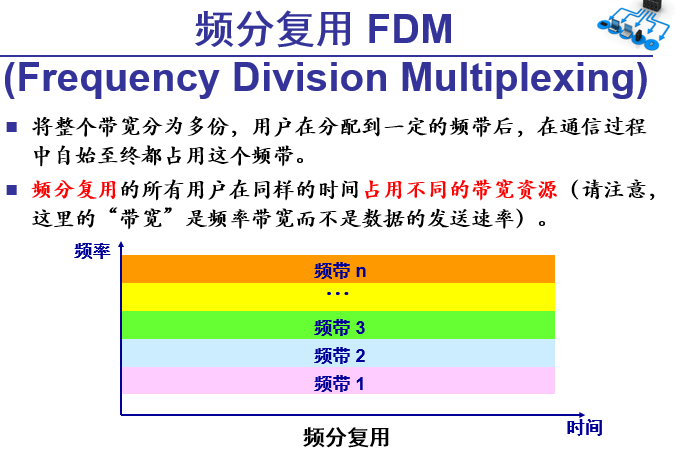 频分复用 FDM
(Frequency Division Multiplexing)
将整个带宽分为多份，用户在分配到一定的频带后，在通信过程
中自始至终都占用这个频带。
频分复用的所有用户在同样的时间占用不同的带宽资源（请注意，
这里的“带宽”是频率带宽而不是数据的发送速率）。
频率
频带 n
…
频带 3
频带 2
频带 1
时间
频分复用